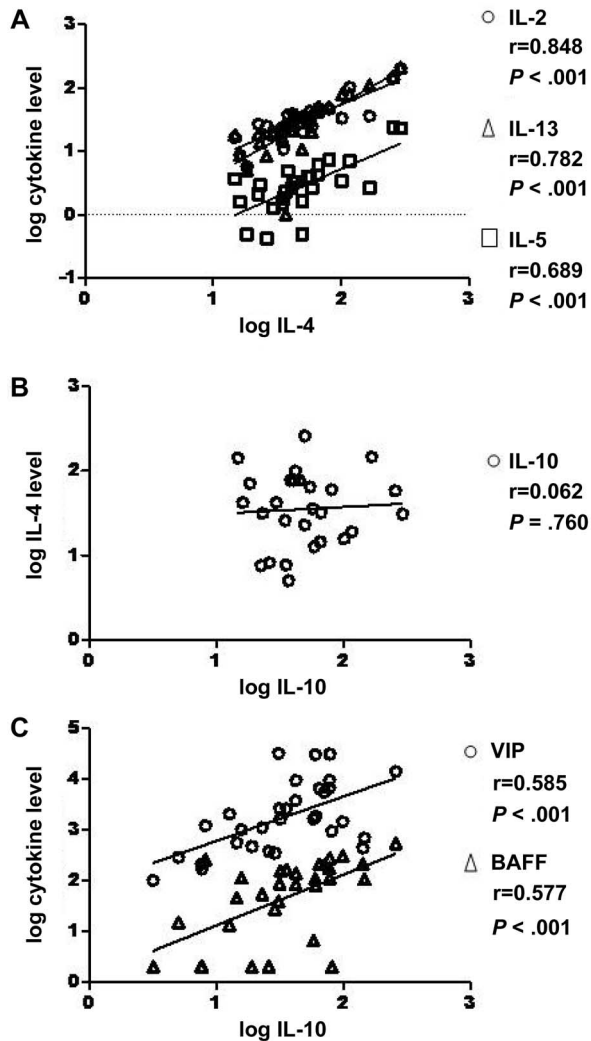 A
3
2
1
0
−1
log cytokine level
0
1
2
3
log IL-4
IL-2
r=0.848
P < .001
IL-13
r=0.782
P < .001
IL-5
r=0.689
P < .001
B
3
2
1
0
log IL-4 level
0
1
2
3
log IL-10
IL-10
r=0.062
P = .760
C
5
4
3
2
1
0
log cytokine level
0
1
2
3
log IL-10
VIP
r=0.585
P < .001
BAFF
r=0.577
P < .001